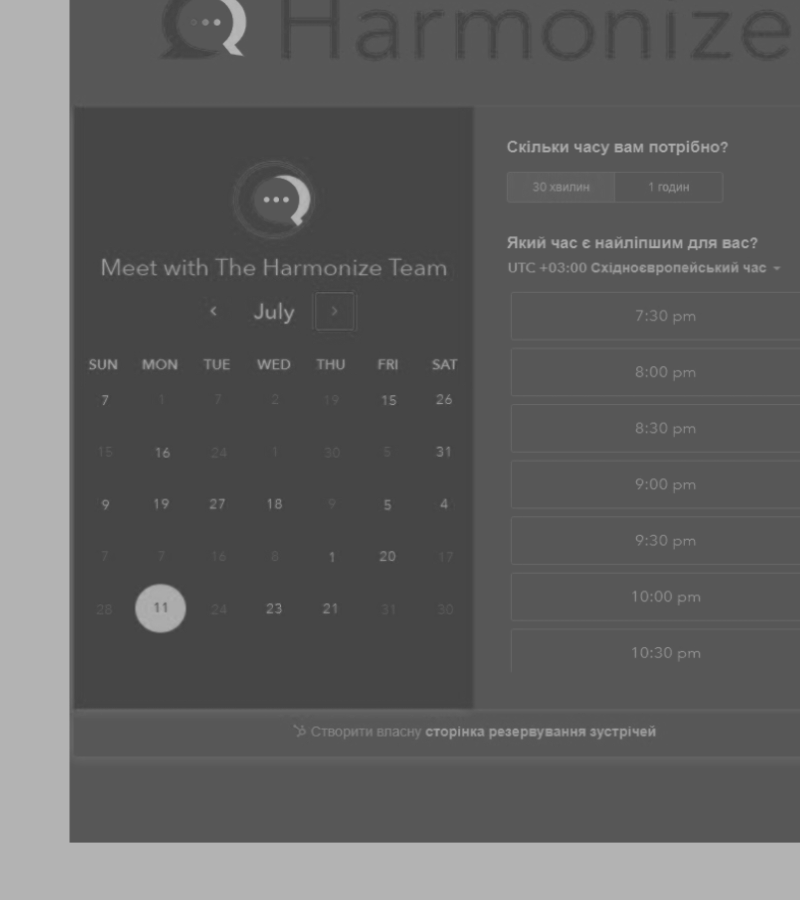 Harmonize
Meet with The Harmonize Team
July
SUN MON TUE WED THU FRI SAT
7 1 7 2 19 15 26
15 16 24 1 30 5 31
9 19 27 18 9 5 4
7 7 16 8 1 20 17
28 11 24 23 21 31 30
Скільки часу вам потрібно?
30 хвилин 1 годин
Який час є найліпшим для вас?
UTC +03:00 Східноєвропейський час
7:30 pm
8:00 pm
8:30 pm
9:00 pm
9:30 pm
10:00 pm
10:30 pm
Створити власну сторінка резервування зустрічей